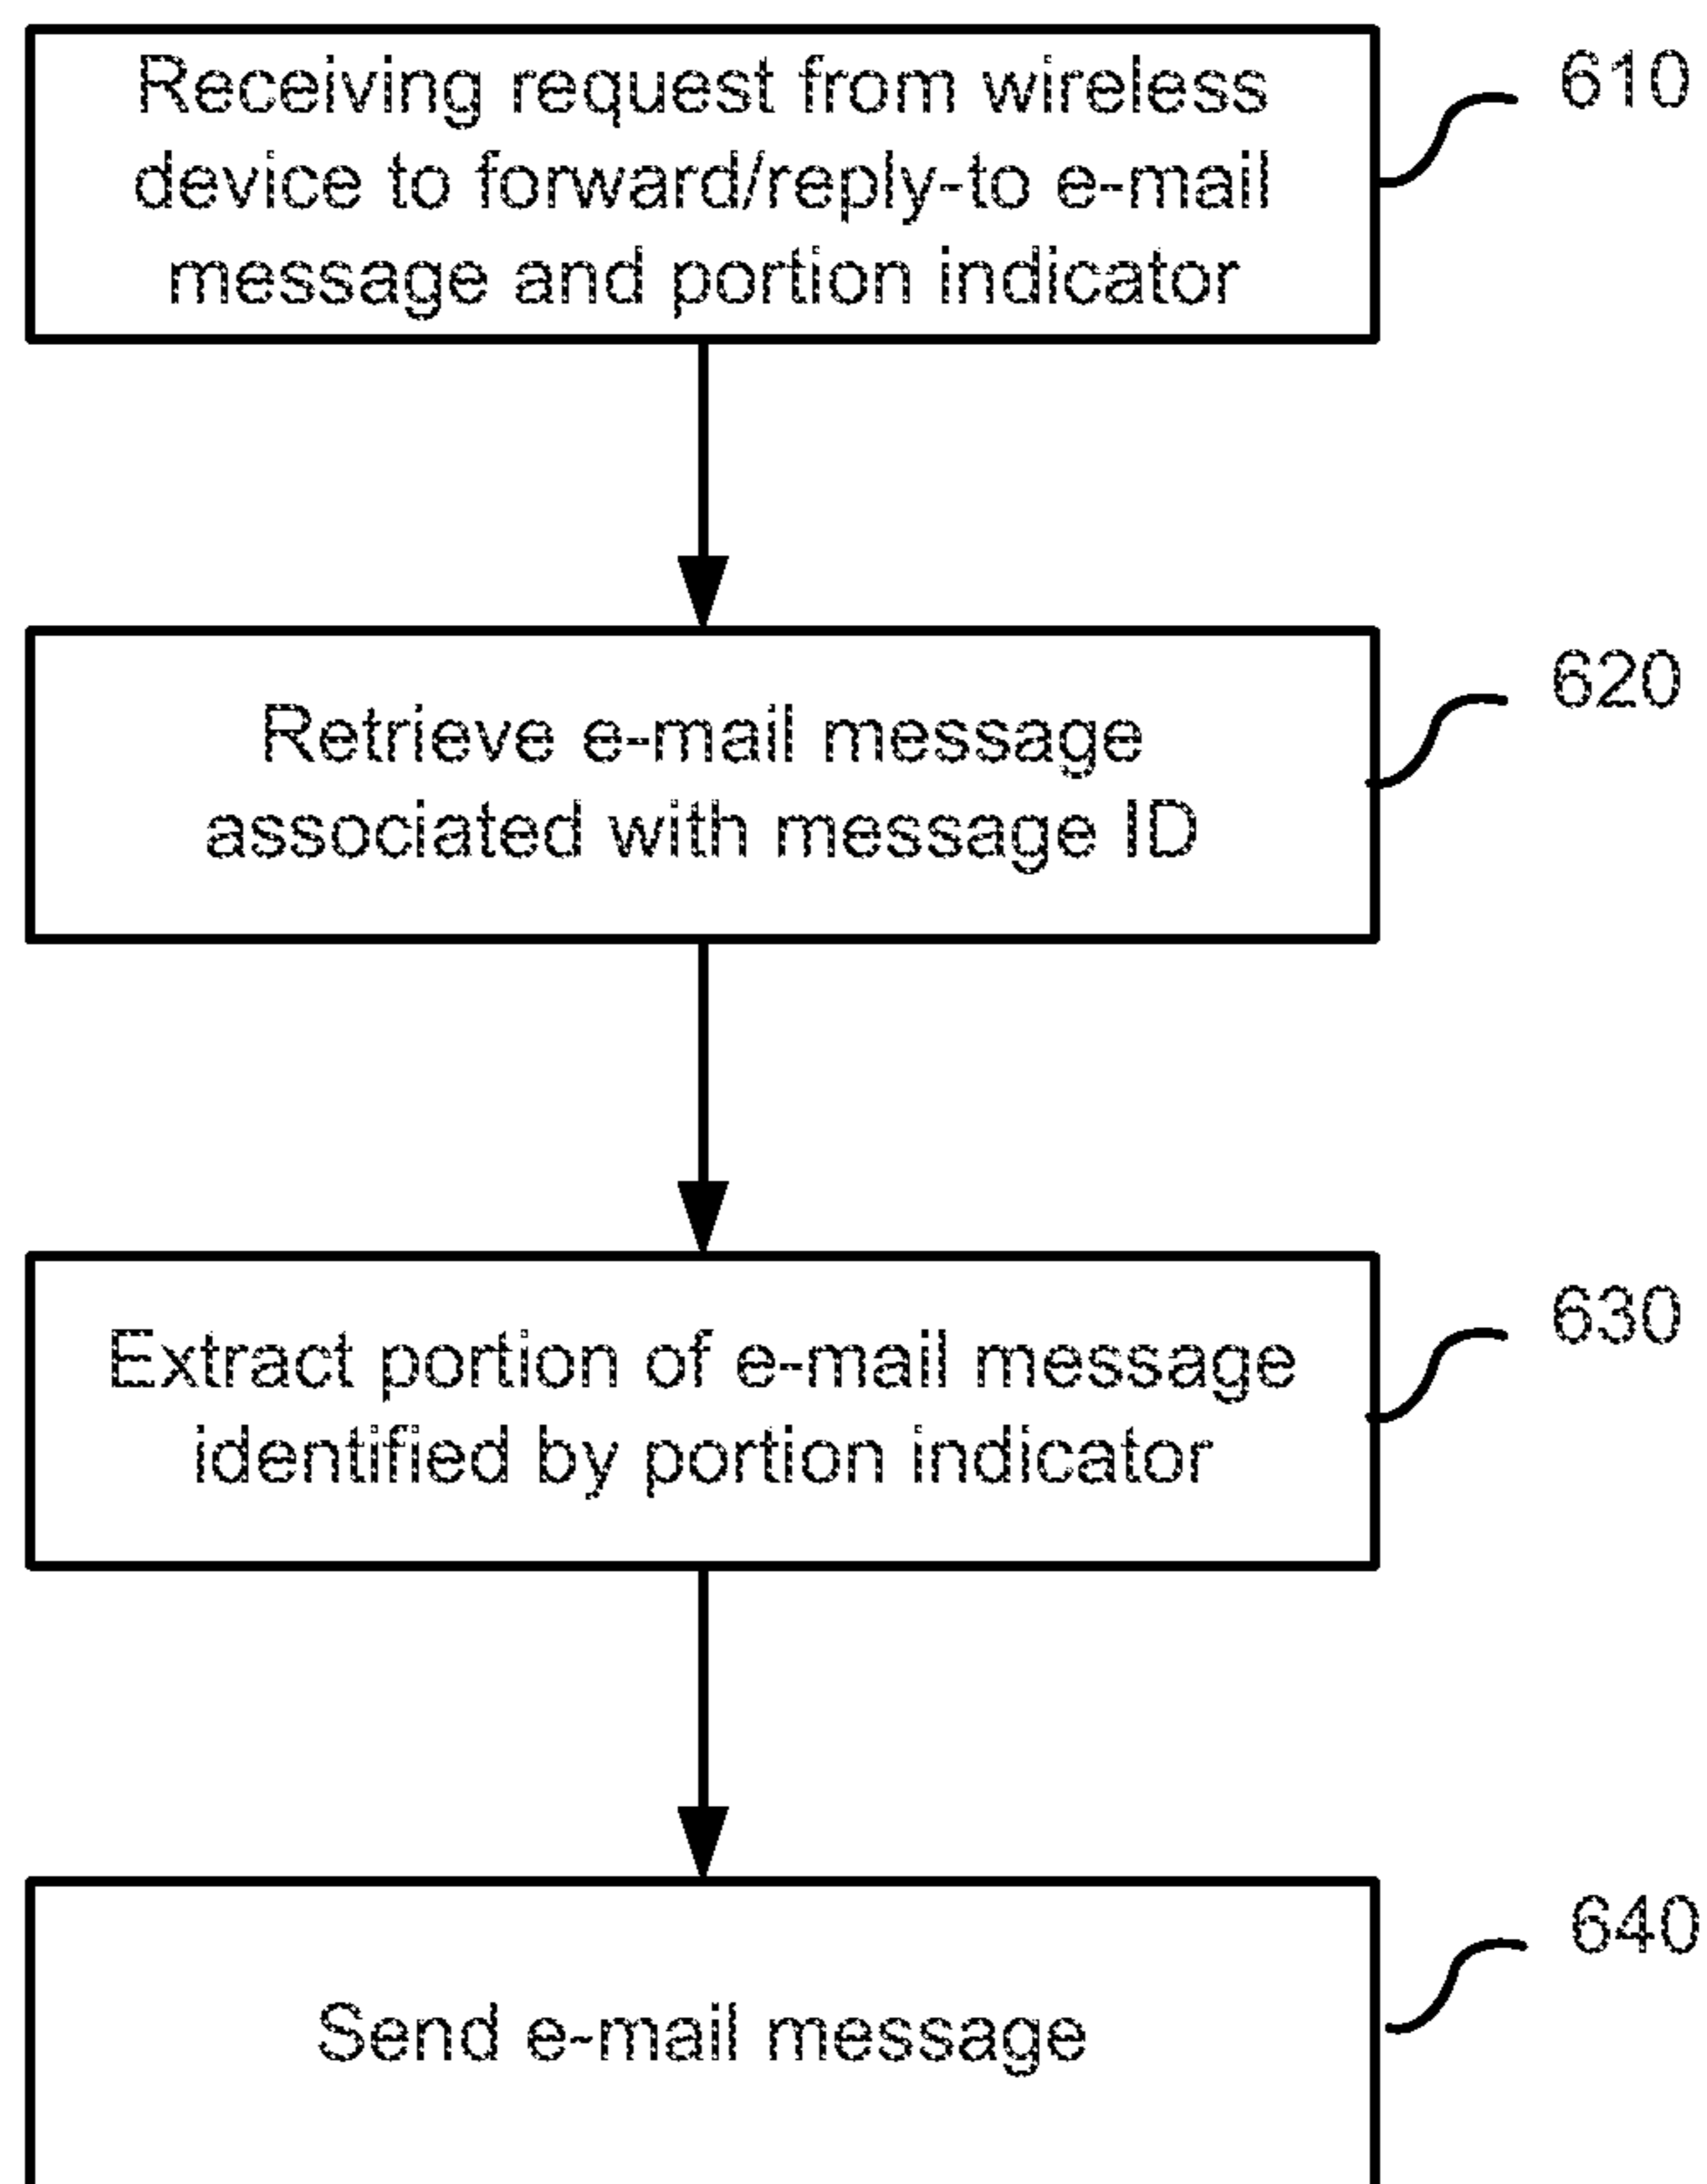 Receiving request from wireless
device to forward/reply-to e-mail
message and portion indicator
610
Retrieve e-mail message
associated with message ID
620
Extract portion of e-mail message
identified by portion indicator
630
Send e-mail message
640